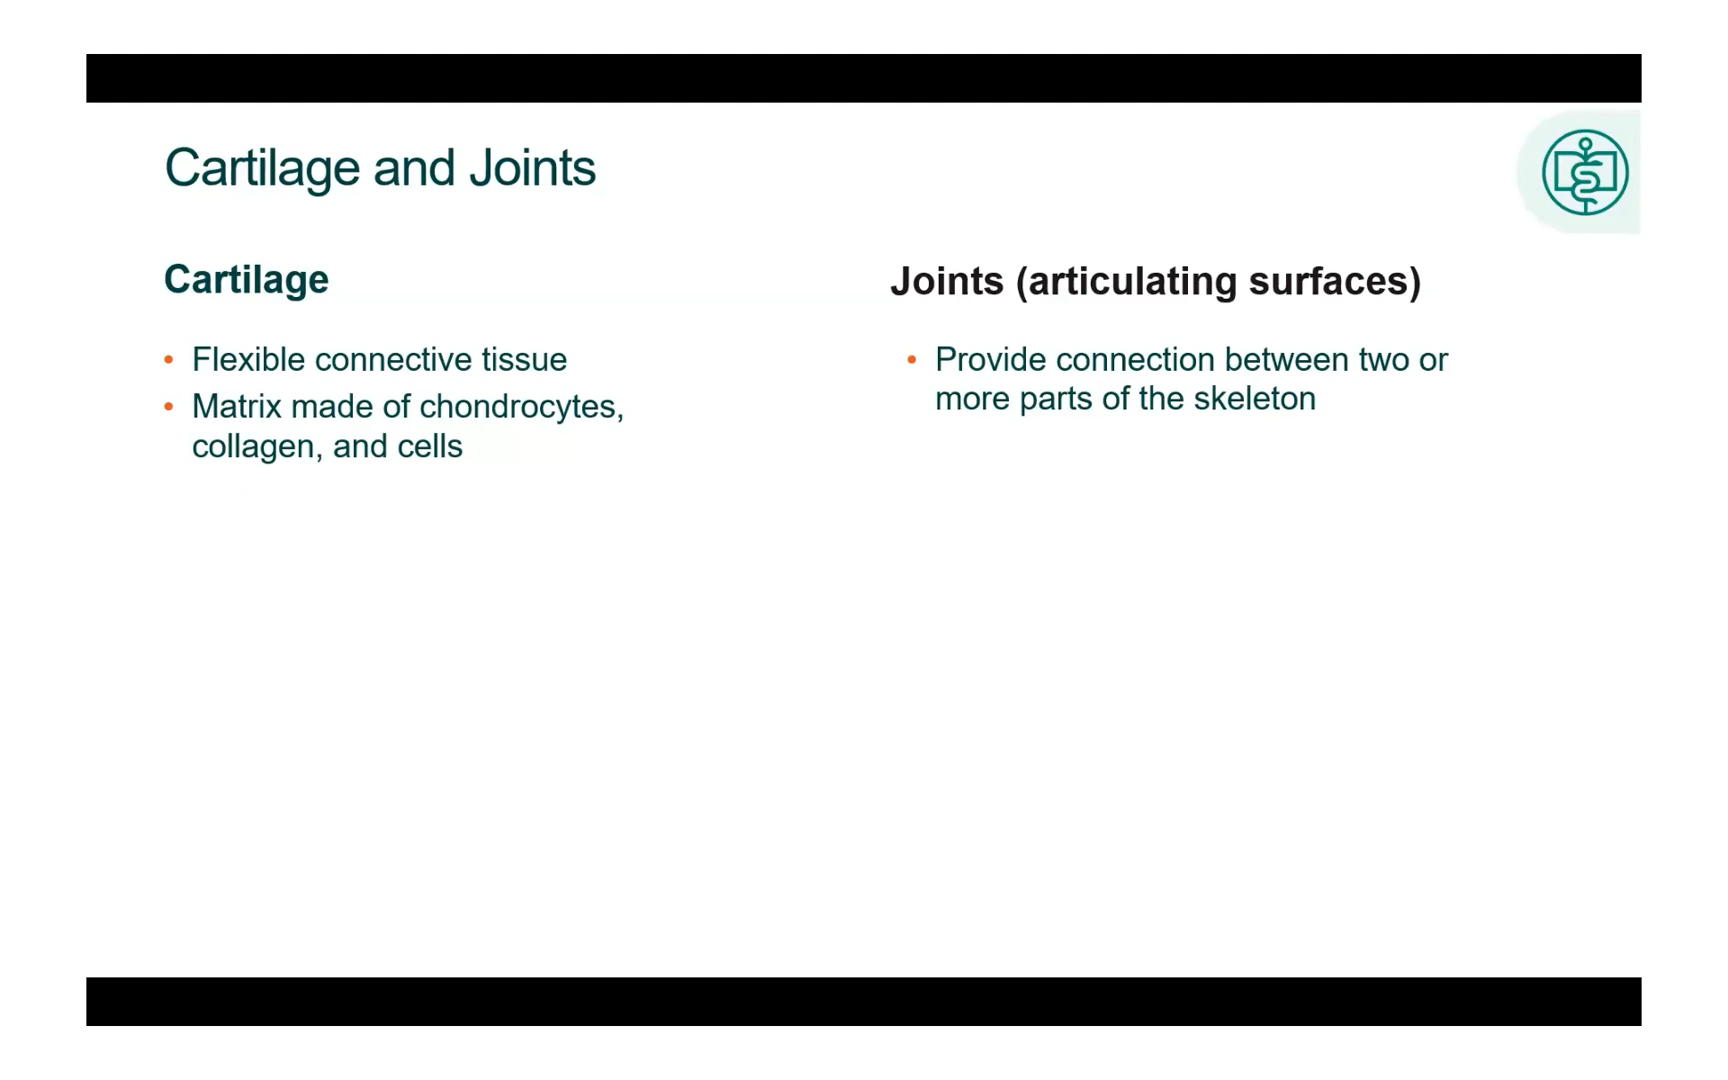 Cartilage and Joints
Cartilage
• Flexible connective tissue
• Matrix made of chondrocytes,
collagen, and cells
Joints (articulating surfaces)
• Provide connection between two or
more parts of the skeleton